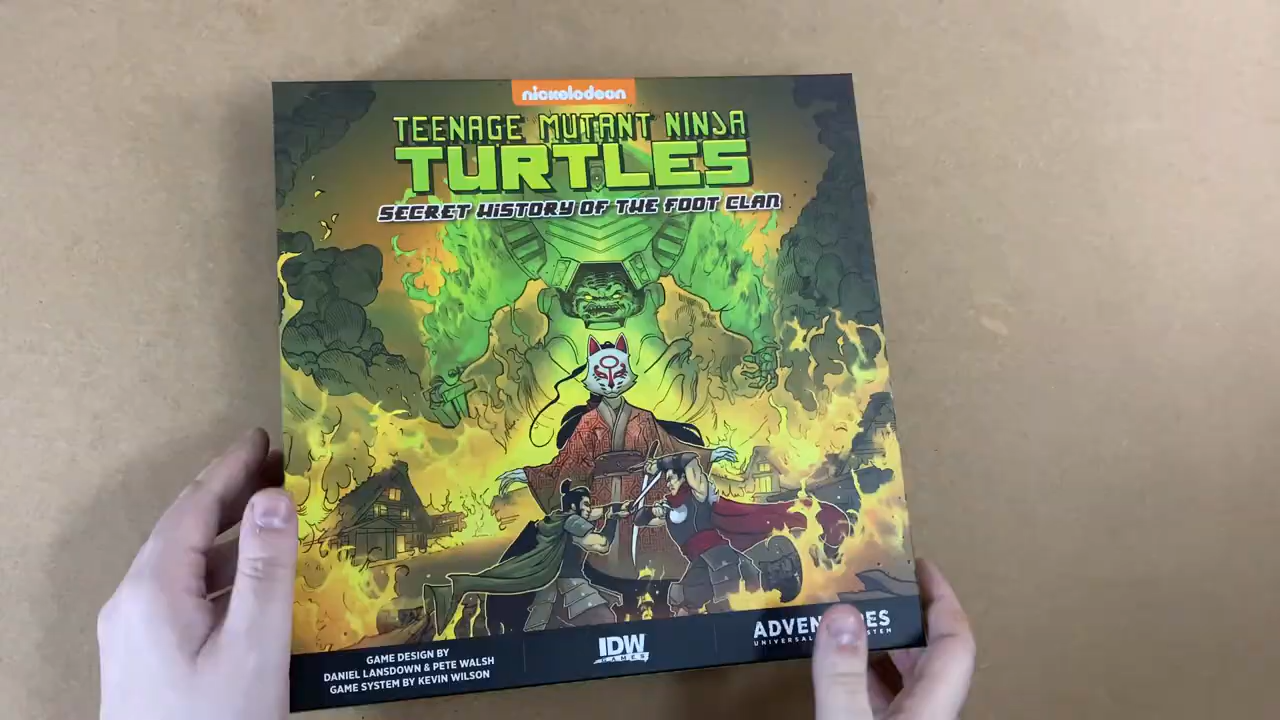 nickelodeon
TEENAGE MUTANT NINJA
TURTLES
SECRET HISTORY OF THE FOOT CLAN
GAME DESIGN BY
DANIEL LANSDOWN & PETE WALSH
GAME SYSTEM BY KEVIN WILSON
IDW
GAMES